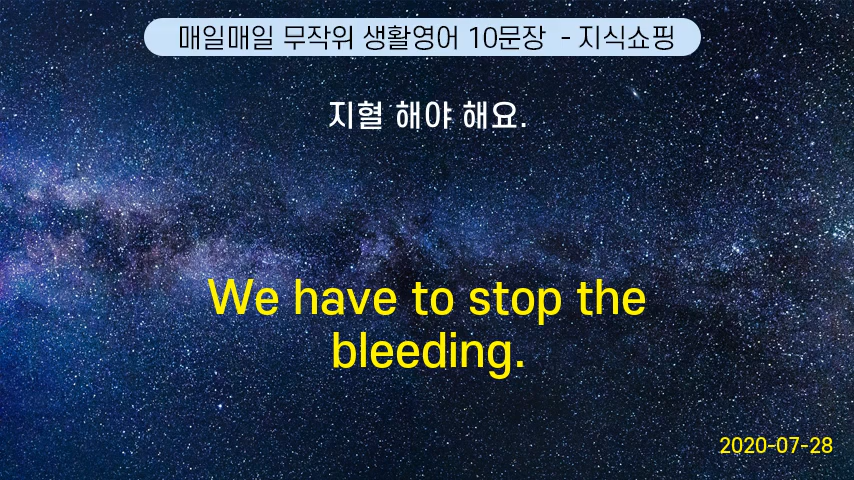 매일매일 무작위 생활영어 10문장 - 지식쇼핑
지혈 해야 해요.
We have to stop the
bleeding.
2020-07-28